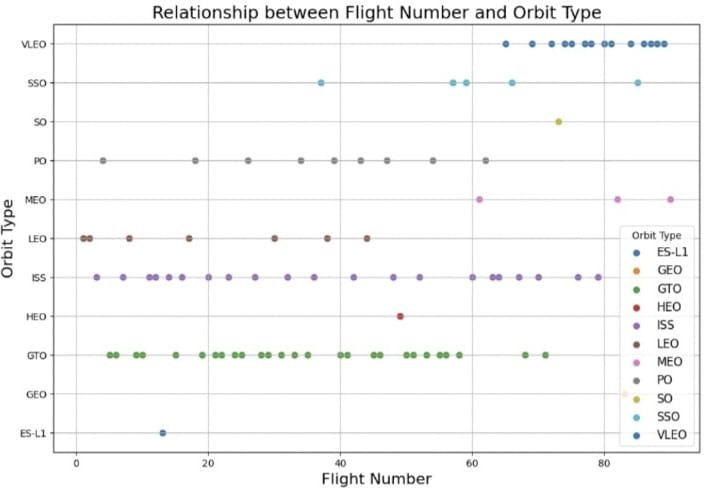 Relationship between Flight Number and Orbit Type
Orbit Type
VLEO
SSO
SO
PO
MEO
LEO
ISS
HEO
GTO
GEO
ES-L1
0 20 40 60 80
Flight Number
Orbit Type
ES-L1
GEO
GTO
HEO
ISS
LEO
MEO
PO
SO
SSO
VLEO